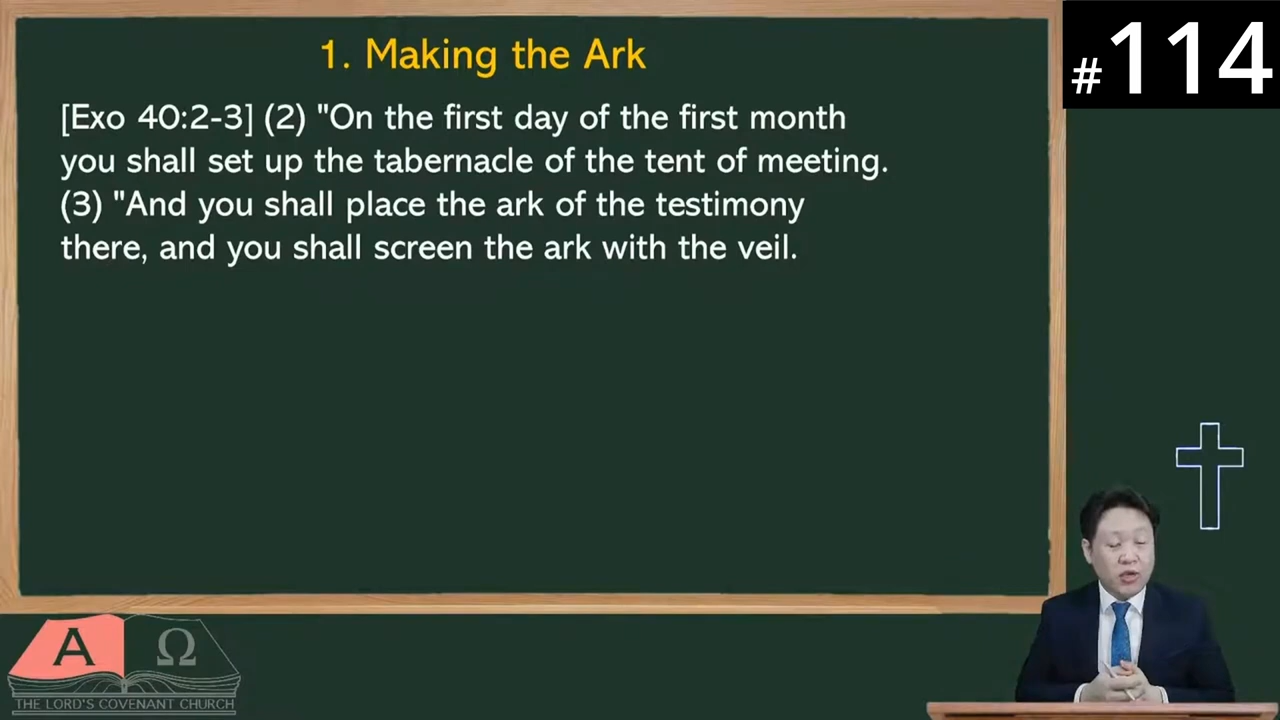 1. Making the Ark
#114
[Exo 40:2-3] (2) "On the first day of the first month
you shall set up the tabernacle of the tent of meeting.
(3) "And you shall place the ark of the testimony
there, and you shall screen the ark with the veil.
Α Ω
THE LORD'S COVENANT CHURCH